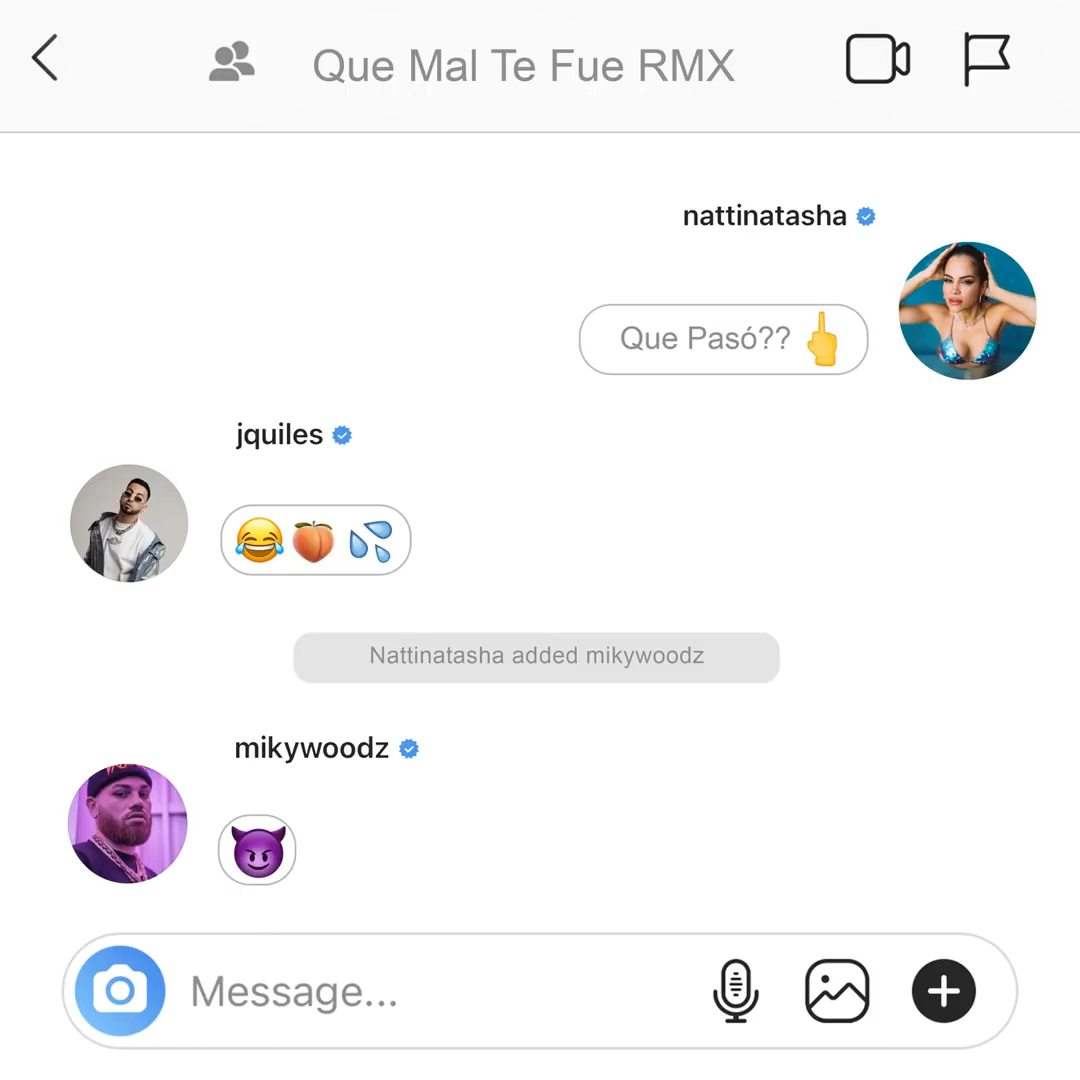 Que Mal Te Fue RMX
nattinatasha
Que Pasó?? 🖕
jquiles
😂🍑💦
Nattinatasha added mikywoodz
mikywoodz
😈
Message...